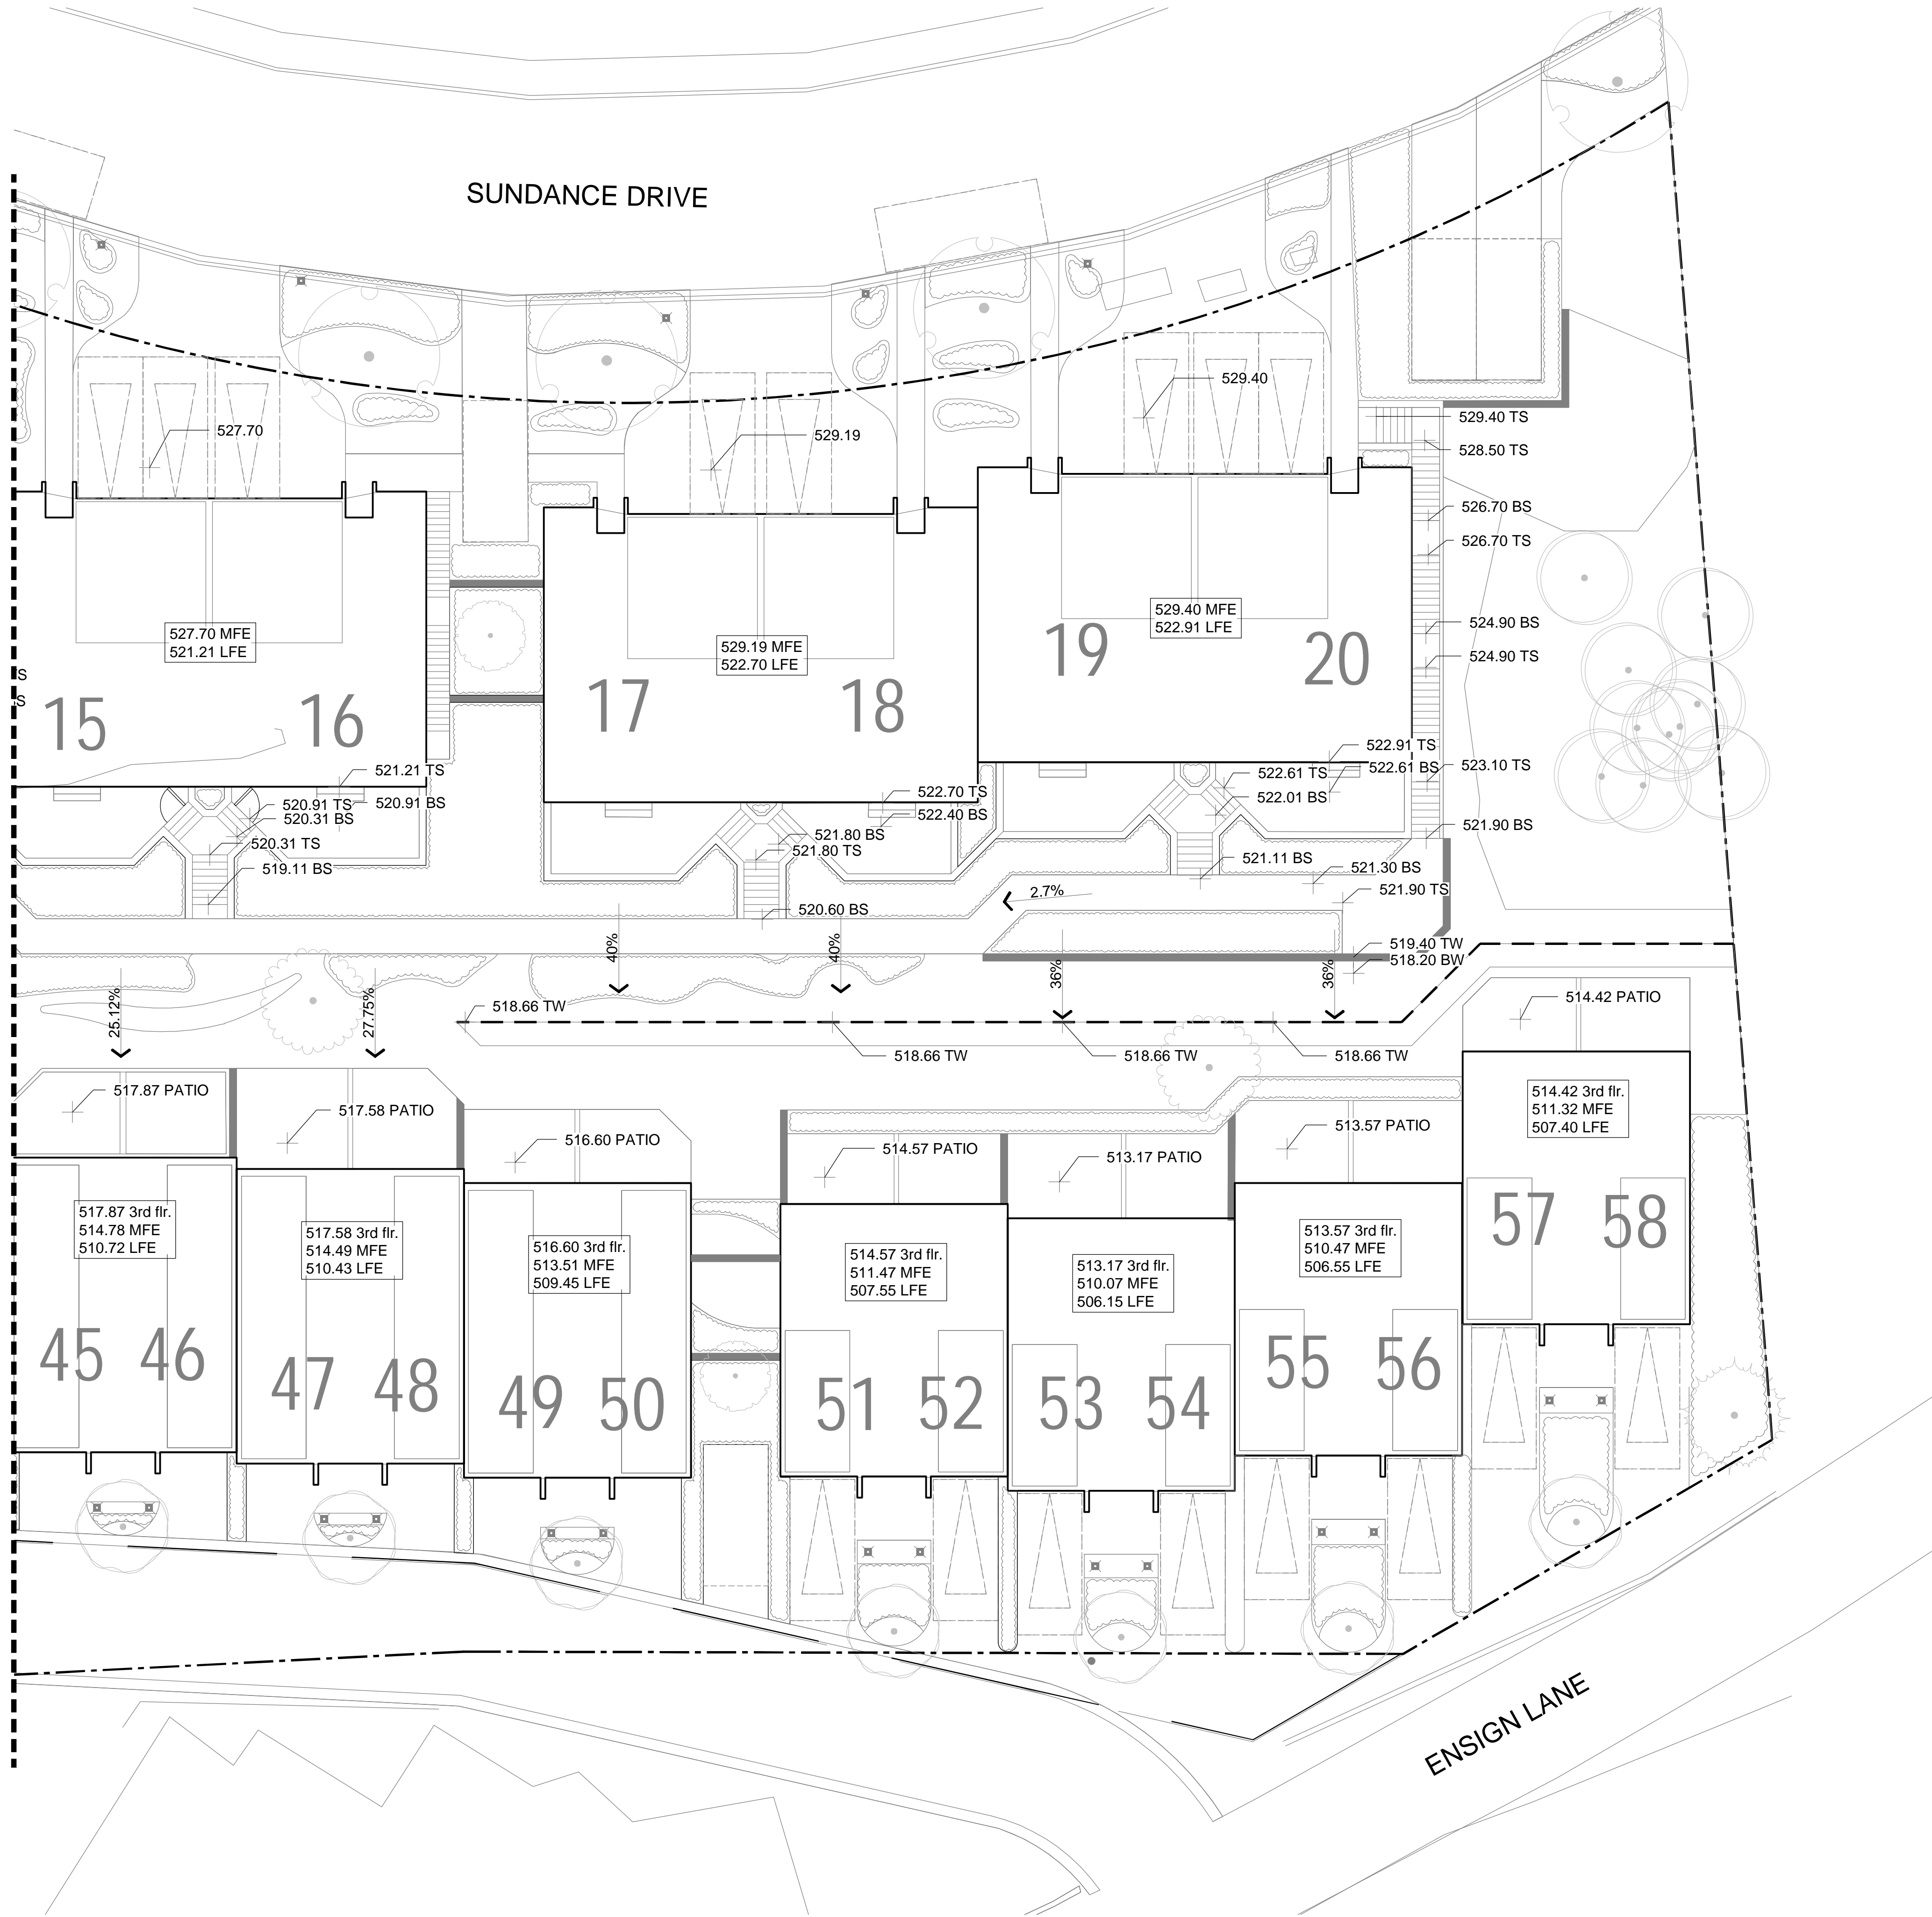 SUNDANCE DRIVE
529.40
527.70
529.19
529.40 TS
528.50 TS
526.70 BS
526.70 TS
524.90 BS
524.90 TS
527.70 MFE
521.21 LFE
529.19 MFE
522.70 LFE
529.40 MFE
522.91 LFE
S
S
15
16
17
18
19
20
521.21 TS
520.91 TS
520.91 BS
520.31 BS
520.31 TS
519.11 BS
522.70 TS
522.40 BS
521.80 BS
521.80 TS
520.60 BS
522.91 TS
522.61 TS
522.61 BS
522.01 BS
523.10 TS
521.90 BS
521.11 BS
521.30 BS
521.90 TS
2.7%
40%
40%
36%
36%
519.40 TW
518.20 BW
25.12%
27.75%
518.66 TW
518.66 TW
518.66 TW
518.66 TW
514.42 PATIO
517.87 PATIO
517.58 PATIO
516.60 PATIO
514.57 PATIO
513.17 PATIO
513.57 PATIO
517.87 3rd flr.
514.78 MFE
510.72 LFE
517.58 3rd flr.
514.49 MFE
510.43 LFE
516.60 3rd flr.
513.51 MFE
509.45 LFE
514.57 3rd flr.
511.47 MFE
507.55 LFE
513.17 3rd flr.
510.07 MFE
506.15 LFE
513.57 3rd flr.
510.47 MFE
506.55 LFE
514.42 3rd flr.
511.32 MFE
507.40 LFE
45
46
47
48
49
50
51
52
53
54
55
56
57
58
ENSIGN LANE